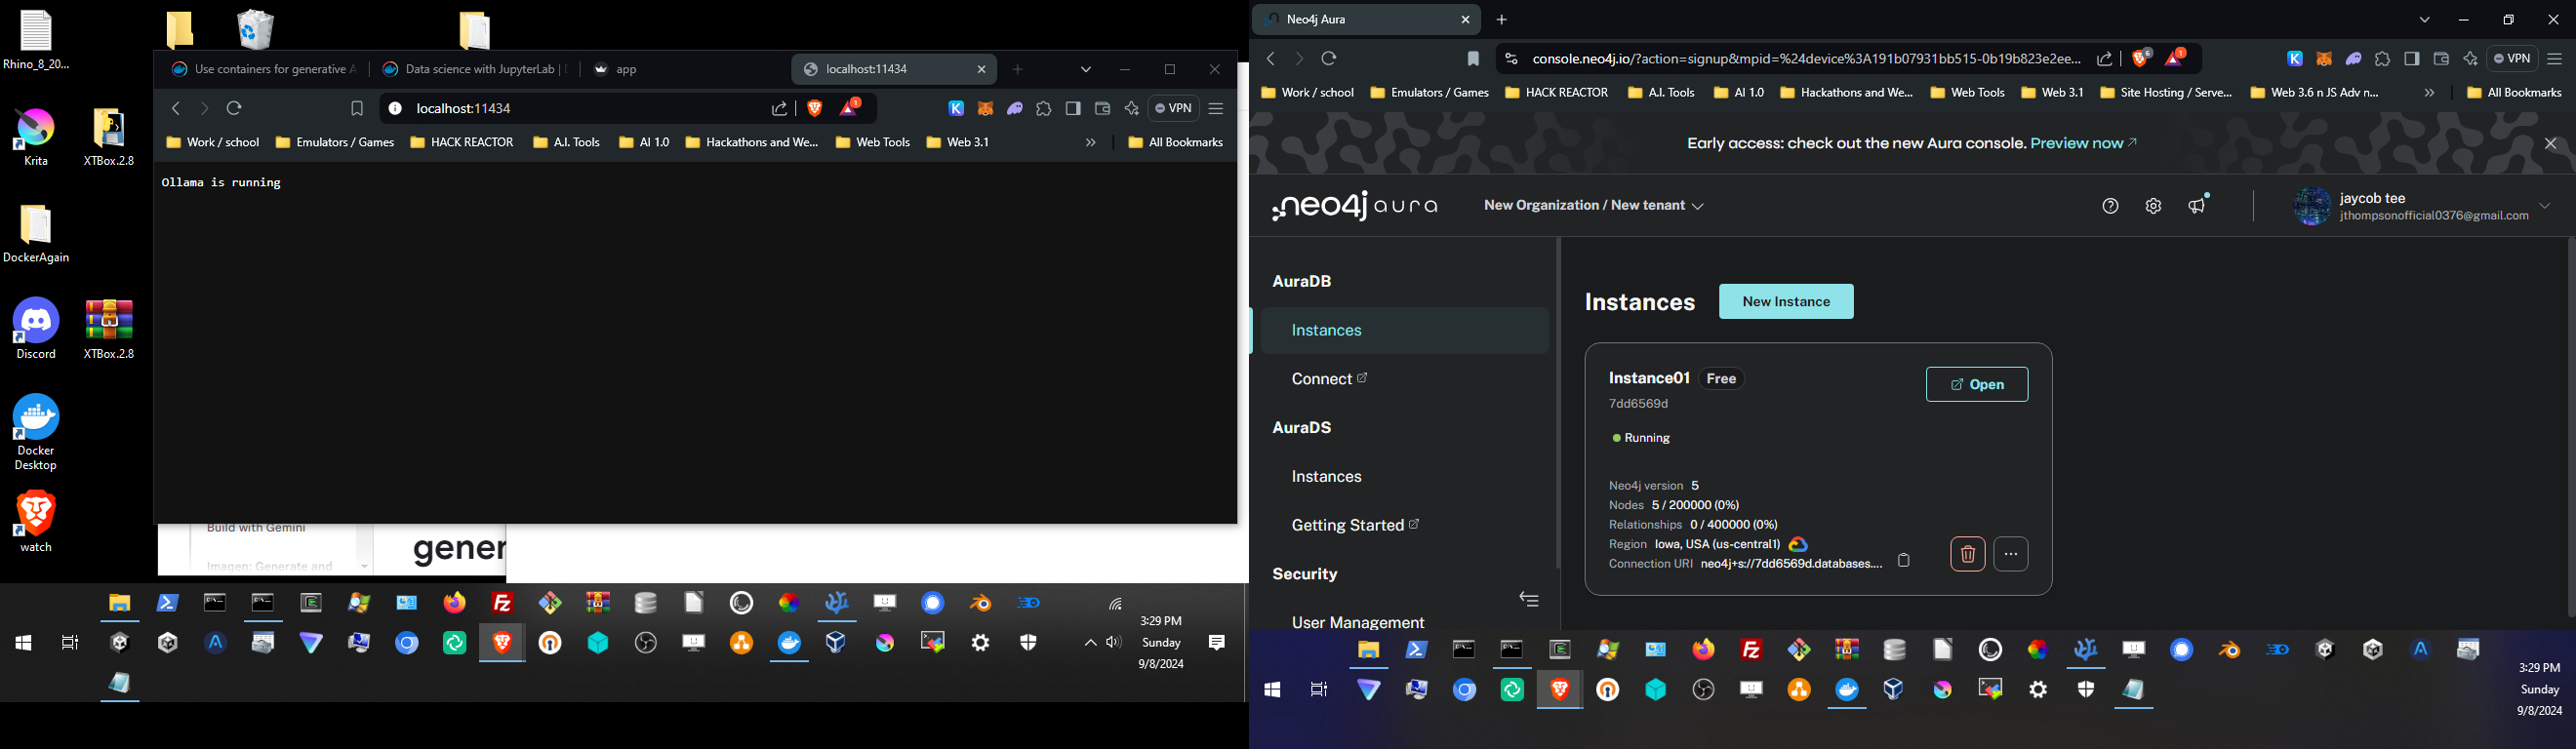 Rhino_8_20...
Krita
XTBox.2.8
DockerAgain
Discord
XTBox.2.8
Docker
Desktop
watch
Use containers for generative A
Data science with JupyterLab | D
app
localhost:11434
localhost:11434
1
VPN
Work / school
Emulators / Games
HACK REACTOR
A.I. Tools
AI 1.0
Hackathons and We...
Web Tools
Web 3.1
All Bookmarks
Ollama is running
Build with Gemini
Imagen: Generate and
gener
3:29 PM
Sunday
9/8/2024
Neo4j Aura
console.neo4j.io/?action=signup&mpid=%24device%3A191b07931bb515-0b19b823e2ee...
6
1
VPN
Work / school
Emulators / Games
HACK REACTOR
A.I. Tools
AI 1.0
Hackathons and We...
Web Tools
Web 3.1
Site Hosting / Serve...
Web 3.6 n JS Adv n...
All Bookmarks
Early access: check out the new Aura console. Preview now
neo4j aura
New Organization / New tenant
jaycob tee
jthompsonofficial0376@gmail.com
AuraDB
Instances
Connect
AuraDS
Instances
Getting Started
Security
User Management
Instances
New Instance
Instance01
Free
Open
7dd6569d
Running
Neo4j version 5
Nodes 5 / 200000 (0%)
Relationships 0 / 400000 (0%)
Region Iowa, USA (us-central1)
Connection URI neo4j+s://7dd6569d.databases....
3:29 PM
Sunday
9/8/2024